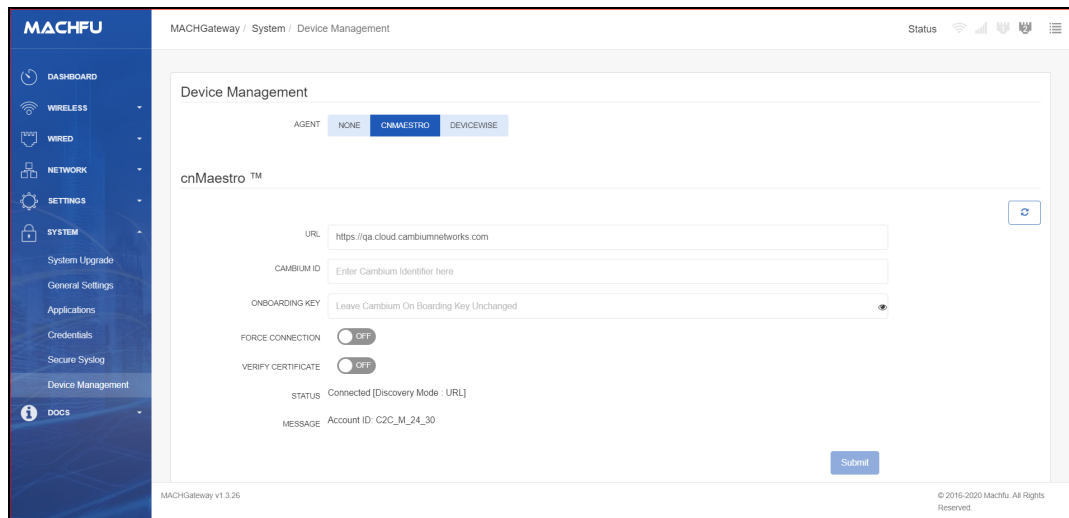 MACHFU
MACHGateway / System / Device Management
Status
DASHBOARD
WIRELESS
WIRED
NETWORK
SETTINGS
SYSTEM
System Upgrade
General Settings
Applications
Credentials
Secure Syslog
Device Management
DOCS
Device Management
AGENT NONE CNMAESTRO DEVICEWISE
cnMaestro ™
URL https://qa.cloud.cambiumnetworks.com
CAMBIUM ID Enter Cambium Identifier here
ONBOARDING KEY Leave Cambium On Boarding Key Unchanged
FORCE CONNECTION OFF
VERIFY CERTIFICATE OFF
STATUS Connected [Discovery Mode : URL]
MESSAGE Account ID: C2C_M_24_30
Submit
MACHGateway v1.3.26
© 2016-2020 Machfu. All Rights
Reserved.